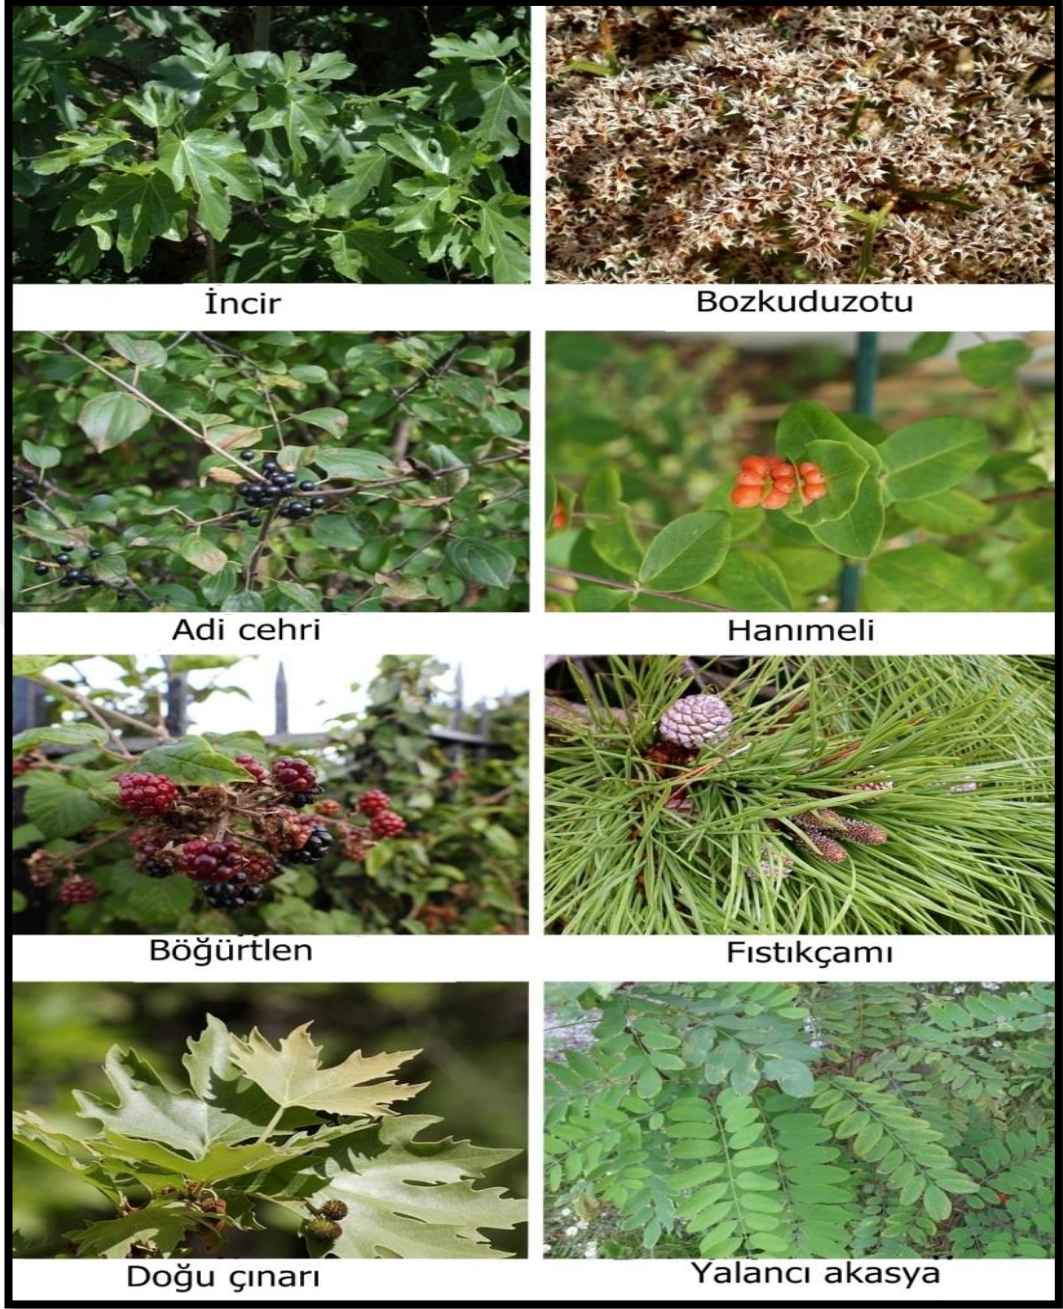 İncir
Bozkuduzotu
Adi cehri
Hanımeli
Böğürtlen
Fıstıkçamı
Doğu çınarı
Yalancı akasya